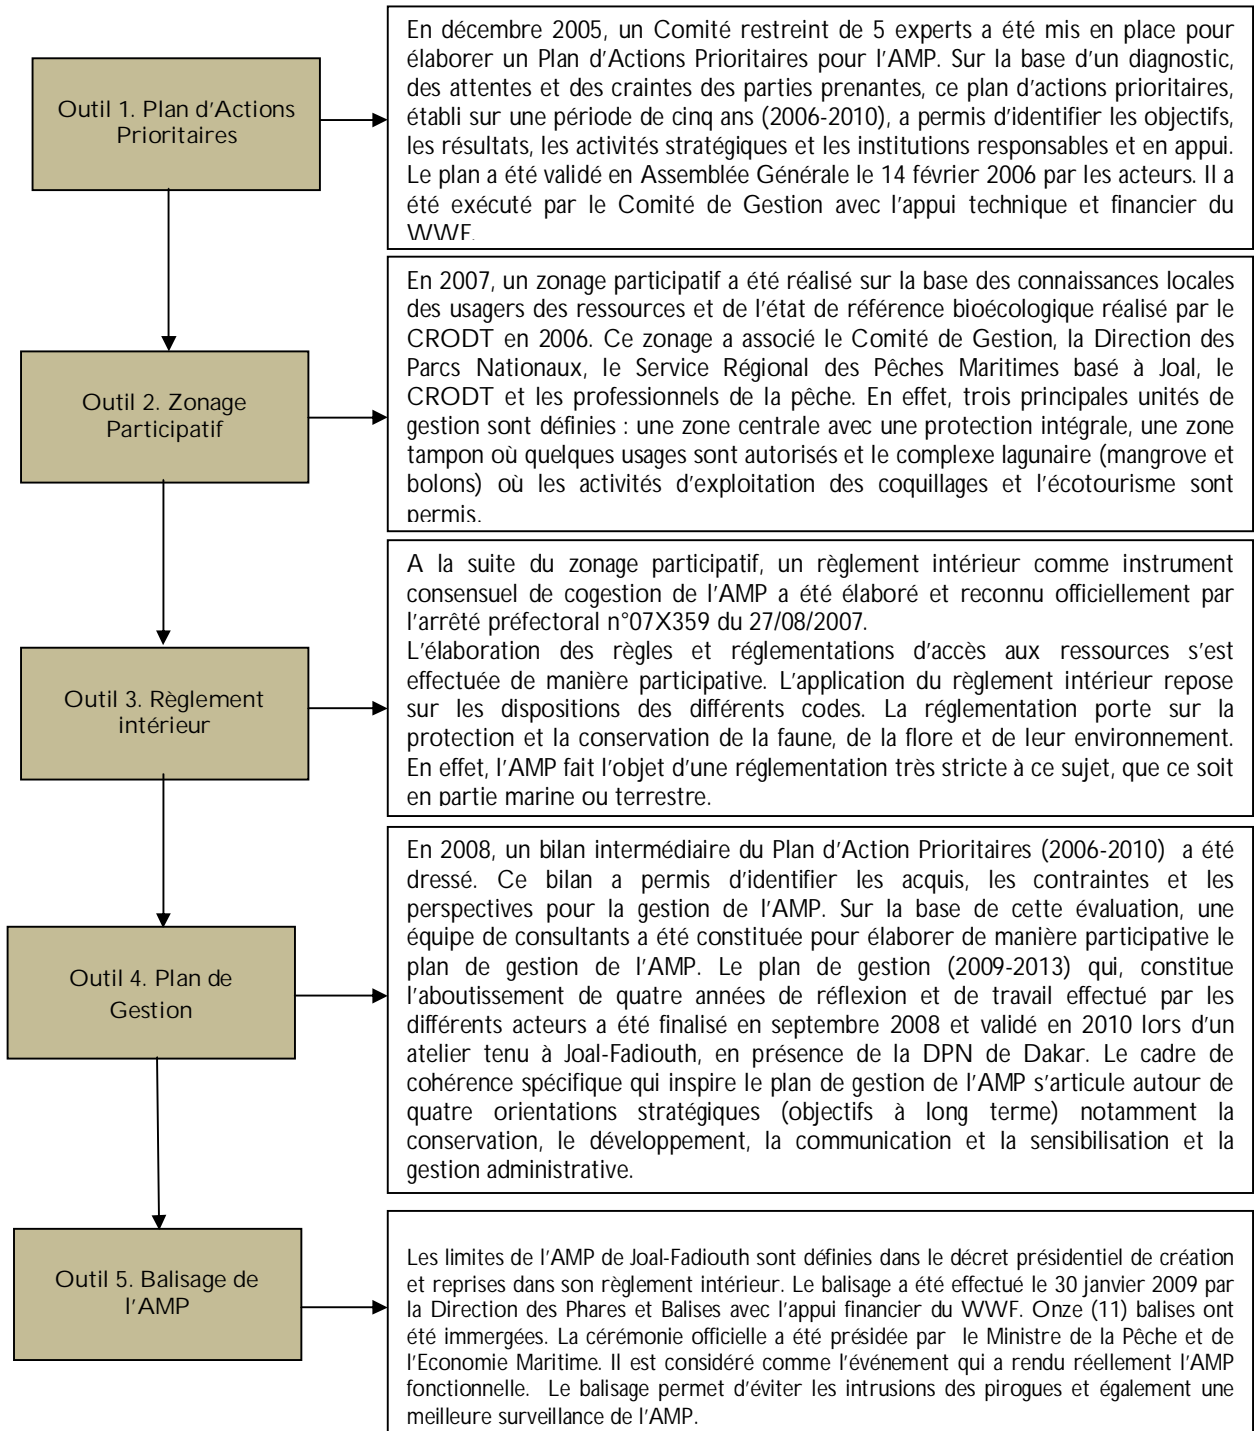 Outil 1. Plan d'Actions
Prioritaires
En décembre 2005, un Comité restreint de 5 experts a été mis en place pour
élaborer un Plan d'Actions Prioritaires pour l'AMP. Sur la base d'un diagnostic,
des attentes et des craintes des parties prenantes, ce plan d'actions prioritaires,
établi sur une période de cinq ans (2006-2010), a permis d'identifier les objectifs,
les résultats, les activités stratégiques et les institutions responsables et en appui.
Le plan a été validé en Assemblée Générale le 14 février 2006 par les acteurs. Il a
été exécuté par le Comité de Gestion avec l'appui technique et financier du
WWF.
Outil 2. Zonage
Participatif
En 2007, un zonage participatif a été réalisé sur la base des connaissances locales
des usagers des ressources et de l'état de référence bioécologique réalisé par le
CRODT en 2006. Ce zonage a associé le Comité de Gestion, la Direction des
Parcs Nationaux, le Service Régional des Pêches Maritimes basé à Joal, le
CRODT et les professionnels de la pêche. En effet, trois principales unités de
gestion sont définies : une zone centrale avec une protection intégrale, une zone
tampon où quelques usages sont autorisés et le complexe lagunaire (mangrove et
bolons) où les activités d'exploitation des coquillages et l'écotourisme sont
permis.
Outil 3. Règlement
intérieur
A la suite du zonage participatif, un règlement intérieur comme instrument
consensuel de cogestion de l'AMP a été élaboré et reconnu officiellement par
l'arrêté préfectoral n°07X359 du 27/08/2007.
L'élaboration des règles et réglementations d'accès aux ressources s'est
effectuée de manière participative. L'application du règlement intérieur repose
sur les dispositions des différents codes. La réglementation porte sur la
protection et la conservation de la faune, de la flore et de leur environnement.
En effet, l'AMP fait l'objet d'une réglementation très stricte à ce sujet, que ce soit
en partie marine ou terrestre.
Outil 4. Plan de
Gestion
En 2008, un bilan intermédiaire du Plan d'Action Prioritaires (2006-2010) a été
dressé. Ce bilan a permis d'identifier les acquis, les contraintes et les
perspectives pour la gestion de l'AMP. Sur la base de cette évaluation, une
équipe de consultants a été constituée pour élaborer de manière participative le
plan de gestion de l'AMP. Le plan de gestion (2009-2013) qui, constitue
l'aboutissement de quatre années de réflexion et de travail effectué par les
différents acteurs a été finalisé en septembre 2008 et validé en 2010 lors d'un
atelier tenu à Joal-Fadiouth, en présence de la DPN de Dakar. Le cadre de
cohérence spécifique qui inspire le plan de gestion de l'AMP s'articule autour de
quatre orientations stratégiques (objectifs à long terme) notamment la
conservation, le développement, la communication et la sensibilisation et la
gestion administrative.
Outil 5. Balisage de
l'AMP
Les limites de l'AMP de Joal-Fadiouth sont définies dans le décret présidentiel de création
et reprises dans son règlement intérieur. Le balisage a été effectué le 30 janvier 2009 par
la Direction des Phares et Balises avec l'appui financier du WWF. Onze (11) balises ont
été immergées. La cérémonie officielle a été présidée par le Ministre de la Pêche et de
l'Economie Maritime. Il est considéré comme l'événement qui a rendu réellement l'AMP
fonctionnelle. Le balisage permet d'éviter les intrusions des pirogues et également une
meilleure surveillance de l'AMP.